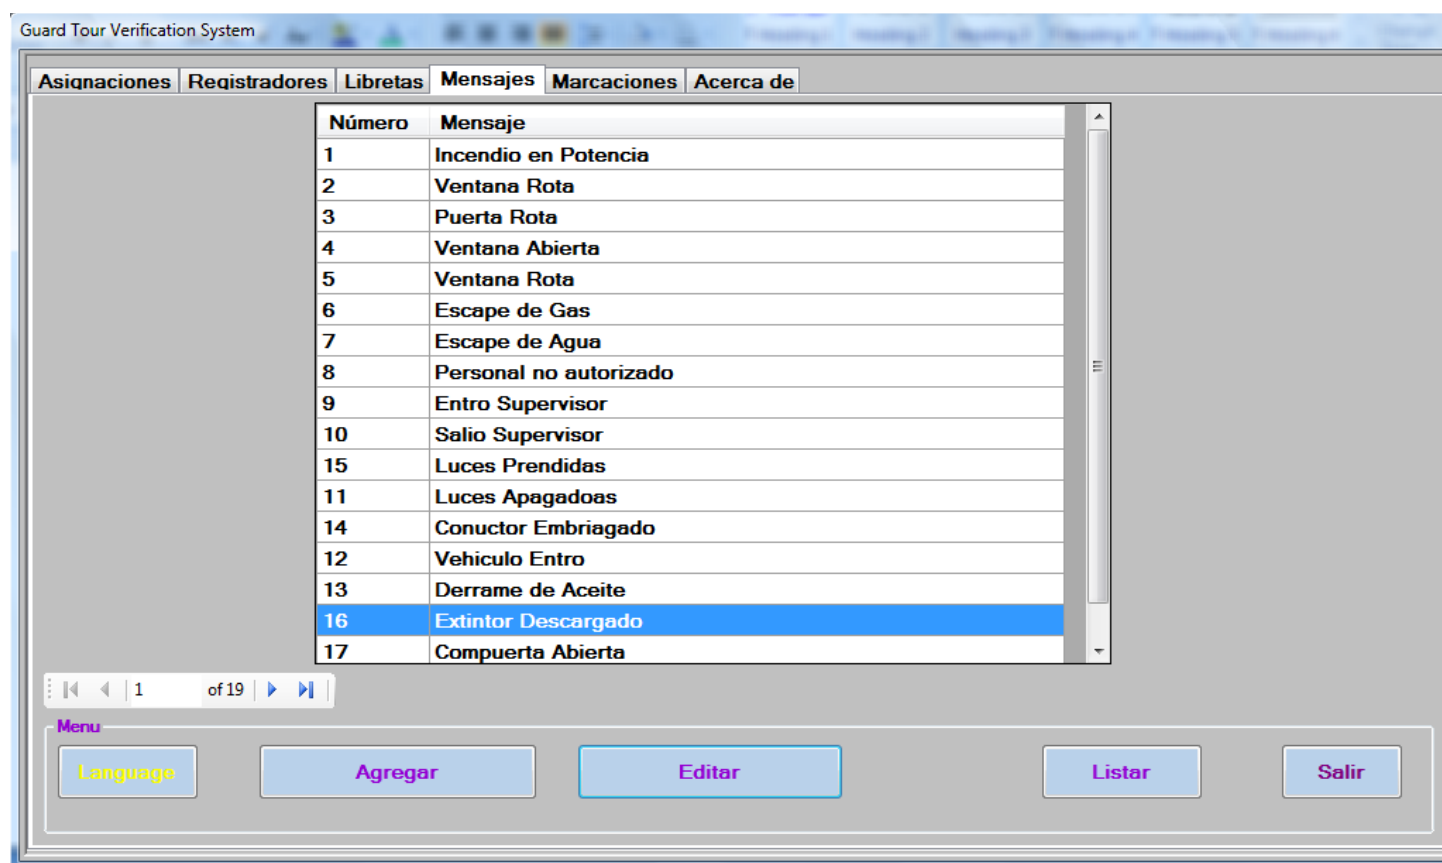 Guard Tour Verification System
Asignaciones Registradores Libretas Mensajes Marcaciones Acerca de
Número Mensaje
1 Incendio en Potencia
2 Ventana Rota
3 Puerta Rota
4 Ventana Abierta
5 Ventana Rota
6 Escape de Gas
7 Escape de Agua
8 Personal no autorizado
9 Entro Supervisor
10 Salio Supervisor
15 Luces Prendidas
11 Luces Apagadoas
14 Conuctor Embriagado
12 Vehiculo Entro
13 Derrame de Aceite
16 Extintor Descargado
17 Compuerta Abierta
1 of 19
Menu
Language Agregar Editar Listar Salir